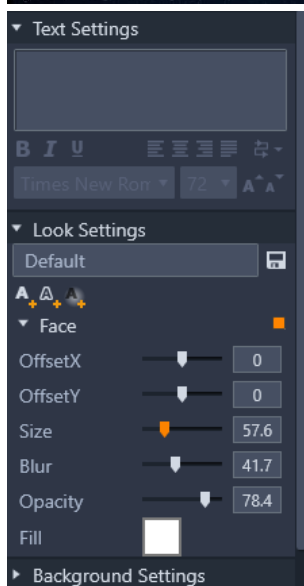 Text Settings
B I U
Times New Rom 72 A A
Look Settings
Default
A A A
Face
OffsetX 0
OffsetY 0
Size 57.6
Blur 41.7
Opacity 78.4
Fill
Background Settings